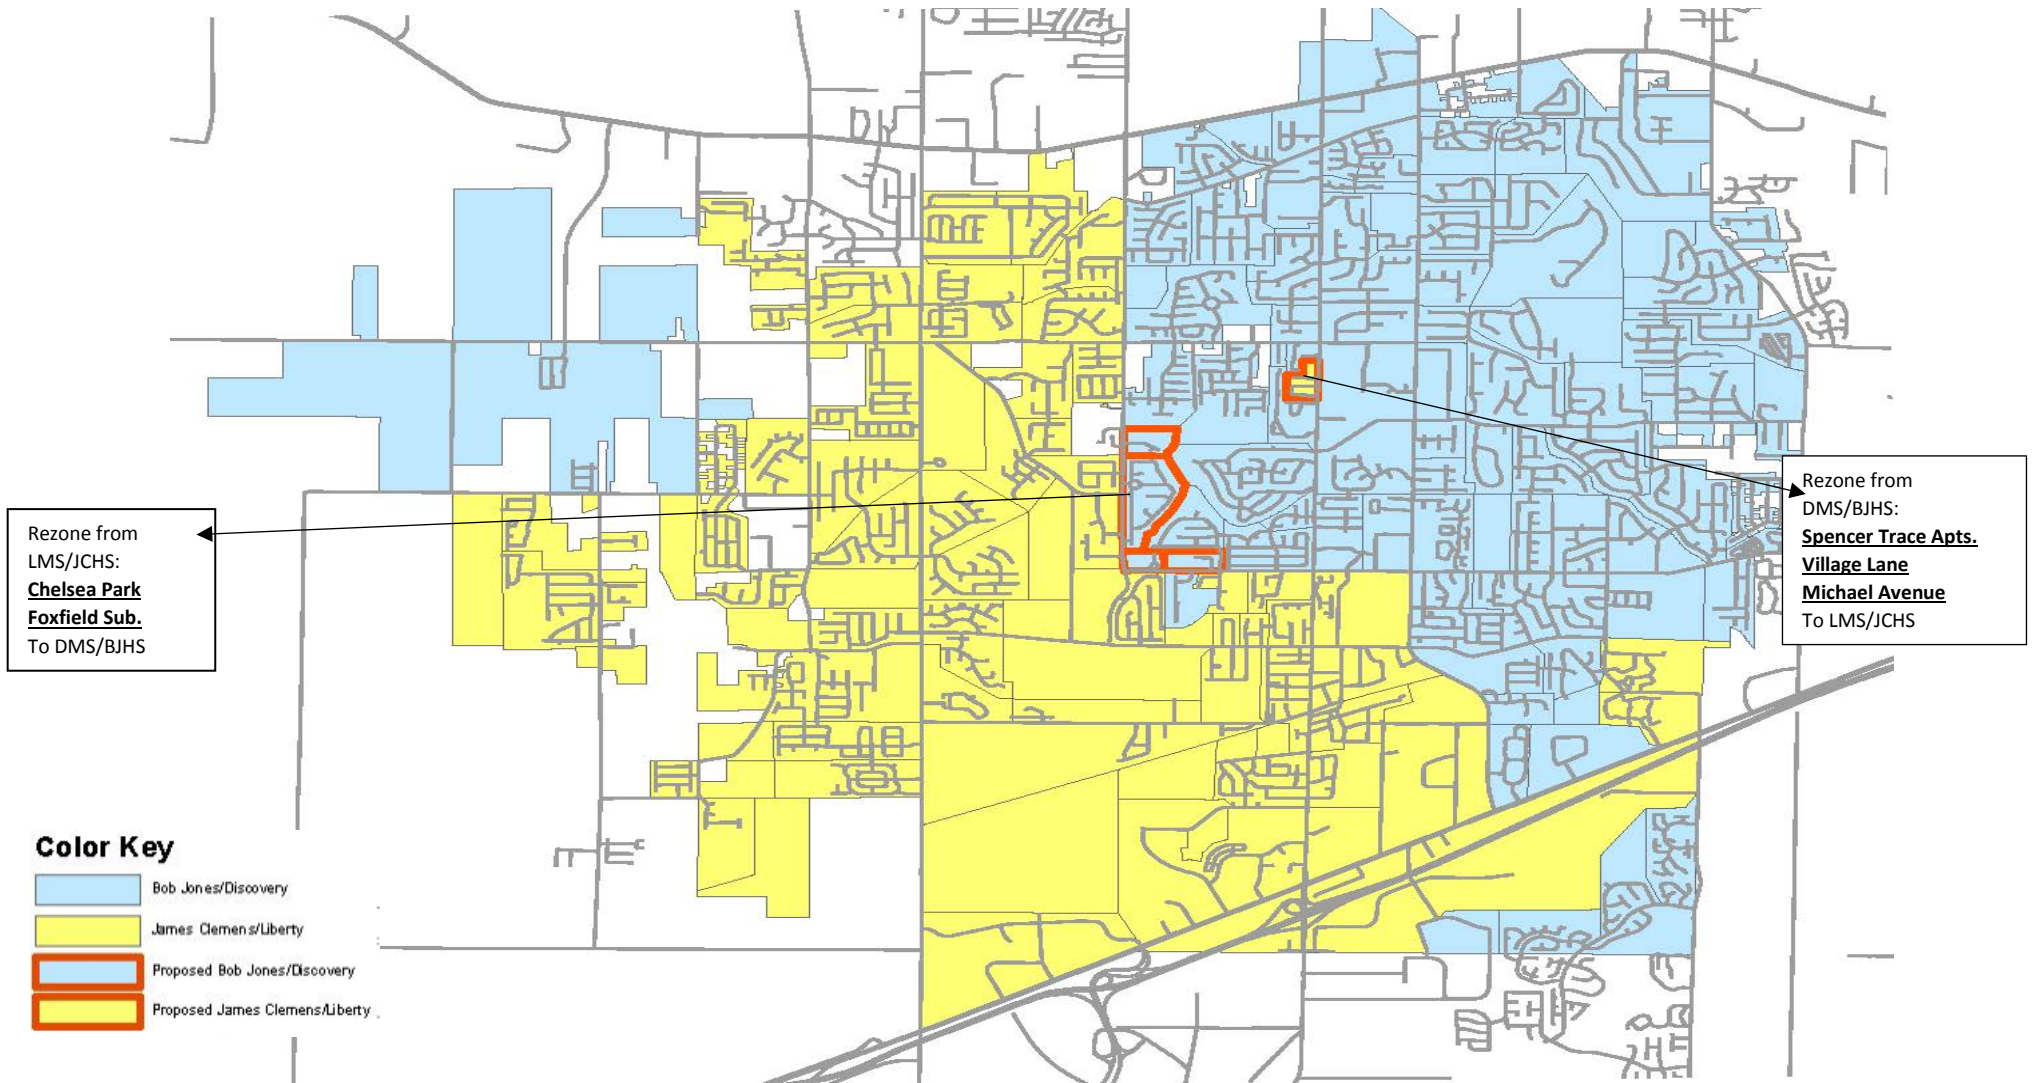 Rezone from
LMS/JCHS:
Chelsea Park
Foxfield Sub.
To DMS/BJHS
Rezone from
DMS/BJHS:
Spencer Trace Apts.
Village Lane
Michael Avenue
To LMS/JCHS
Color Key
Bob Jones/Discovery
James Clemens/Liberty
Proposed Bob Jones/Discovery
Proposed James Clemens/Liberty